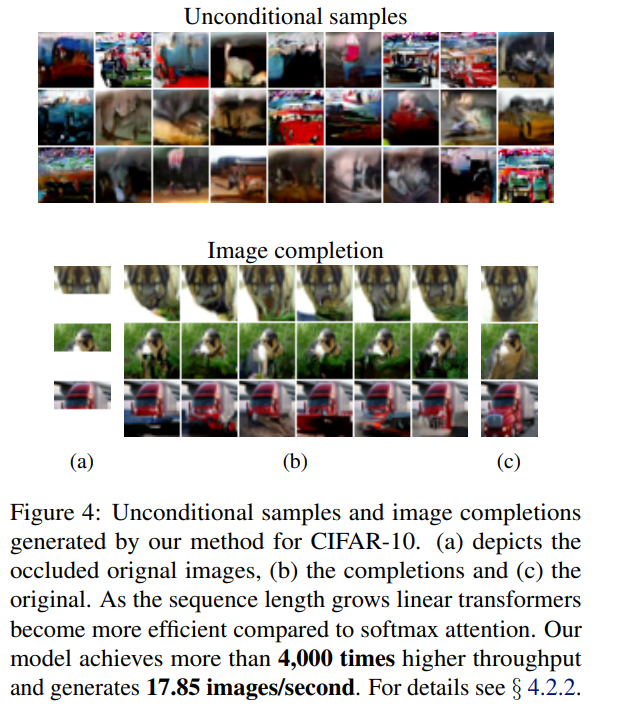 Unconditional samples
Image completion
(a)
(b)
(c)
Figure 4: Unconditional samples and image completions
generated by our method for CIFAR-10. (a) depicts the
occluded orignal images, (b) the completions and (c) the
original. As the sequence length grows linear transformers
become more efficient compared to softmax attention. Our
model achieves more than 4,000 times higher throughput
and generates 17.85 images/second. For details see § 4.2.2.